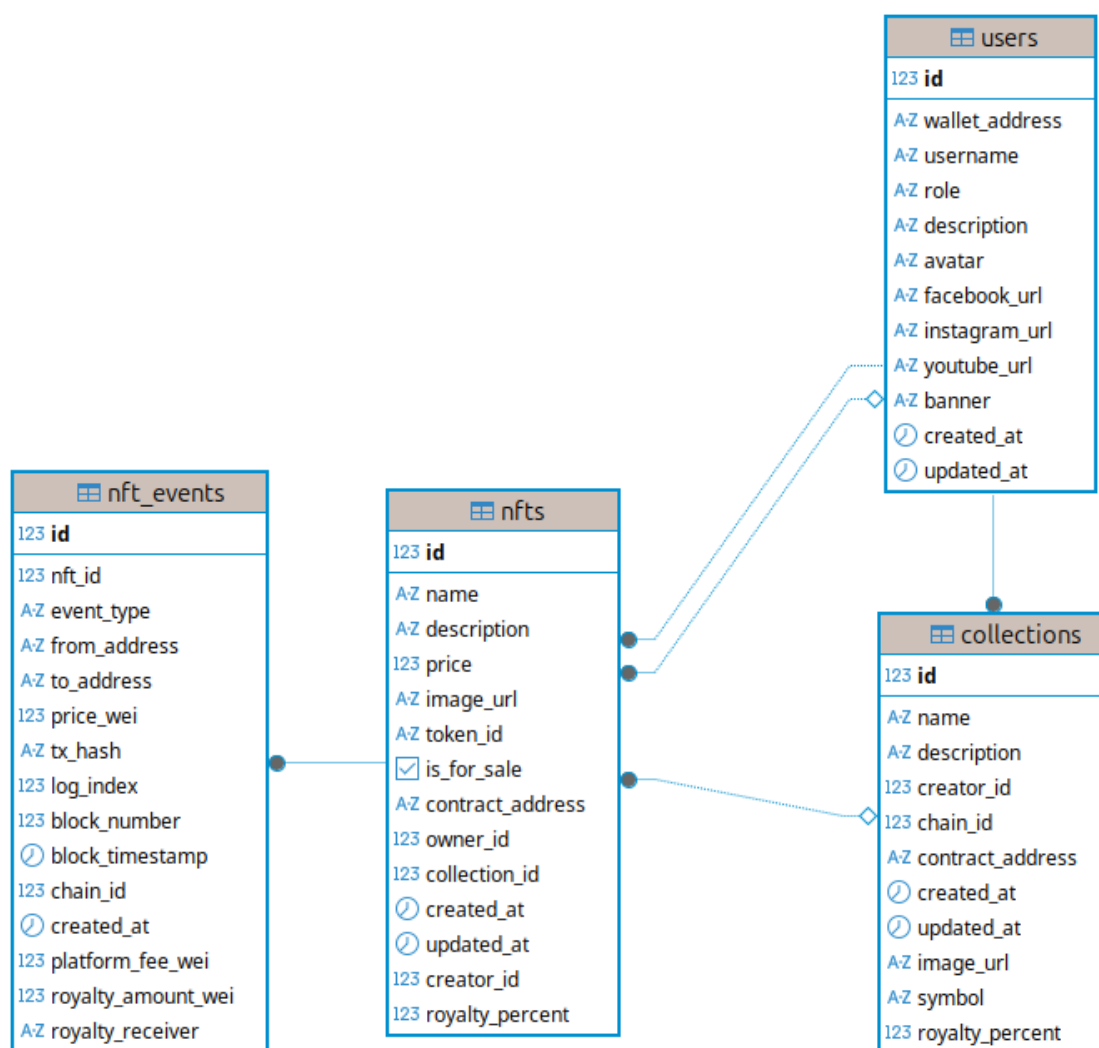 users
123 id
A-Z wallet_address
A-Z username
A-Z role
A-Z description
A-Z avatar
A-Z facebook_url
A-Z instagram_url
A-Z youtube_url
A-Z banner
created_at
updated_at
nft_events
123 id
123 nft_id
A-Z event_type
A-Z from_address
A-Z to_address
123 price_wei
A-Z tx_hash
123 log_index
123 block_number
block_timestamp
123 chain_id
created_at
123 platform_fee_wei
123 royalty_amount_wei
A-Z royalty_receiver
nfts
123 id
A-Z name
A-Z description
123 price
A-Z image_url
A-Z token_id
is_for_sale
A-Z contract_address
123 owner_id
123 collection_id
created_at
updated_at
123 creator_id
123 royalty_percent
collections
123 id
A-Z name
A-Z description
123 creator_id
123 chain_id
A-Z contract_address
created_at
updated_at
A-Z image_url
A-Z symbol
123 royalty_percent